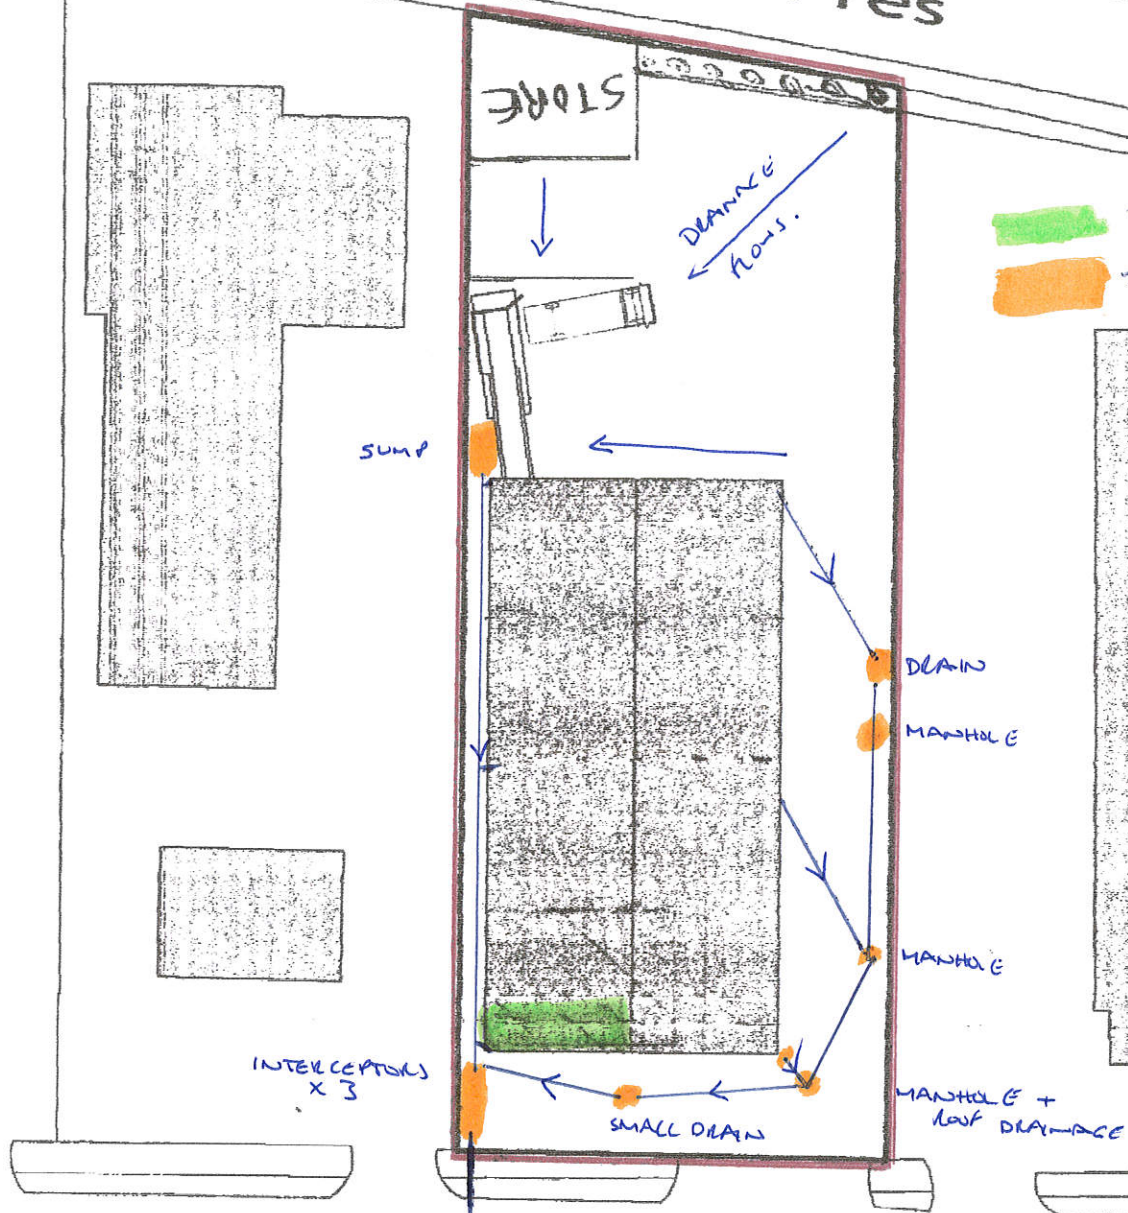 STORE
DRAINAGE
FLOWS.
SUMP
DRAIN
MANHOLE
MANHOLE
INTERCEPTORS
X 3
SMALL DRAIN
MANHOLE +
ROOF DRAINAGE